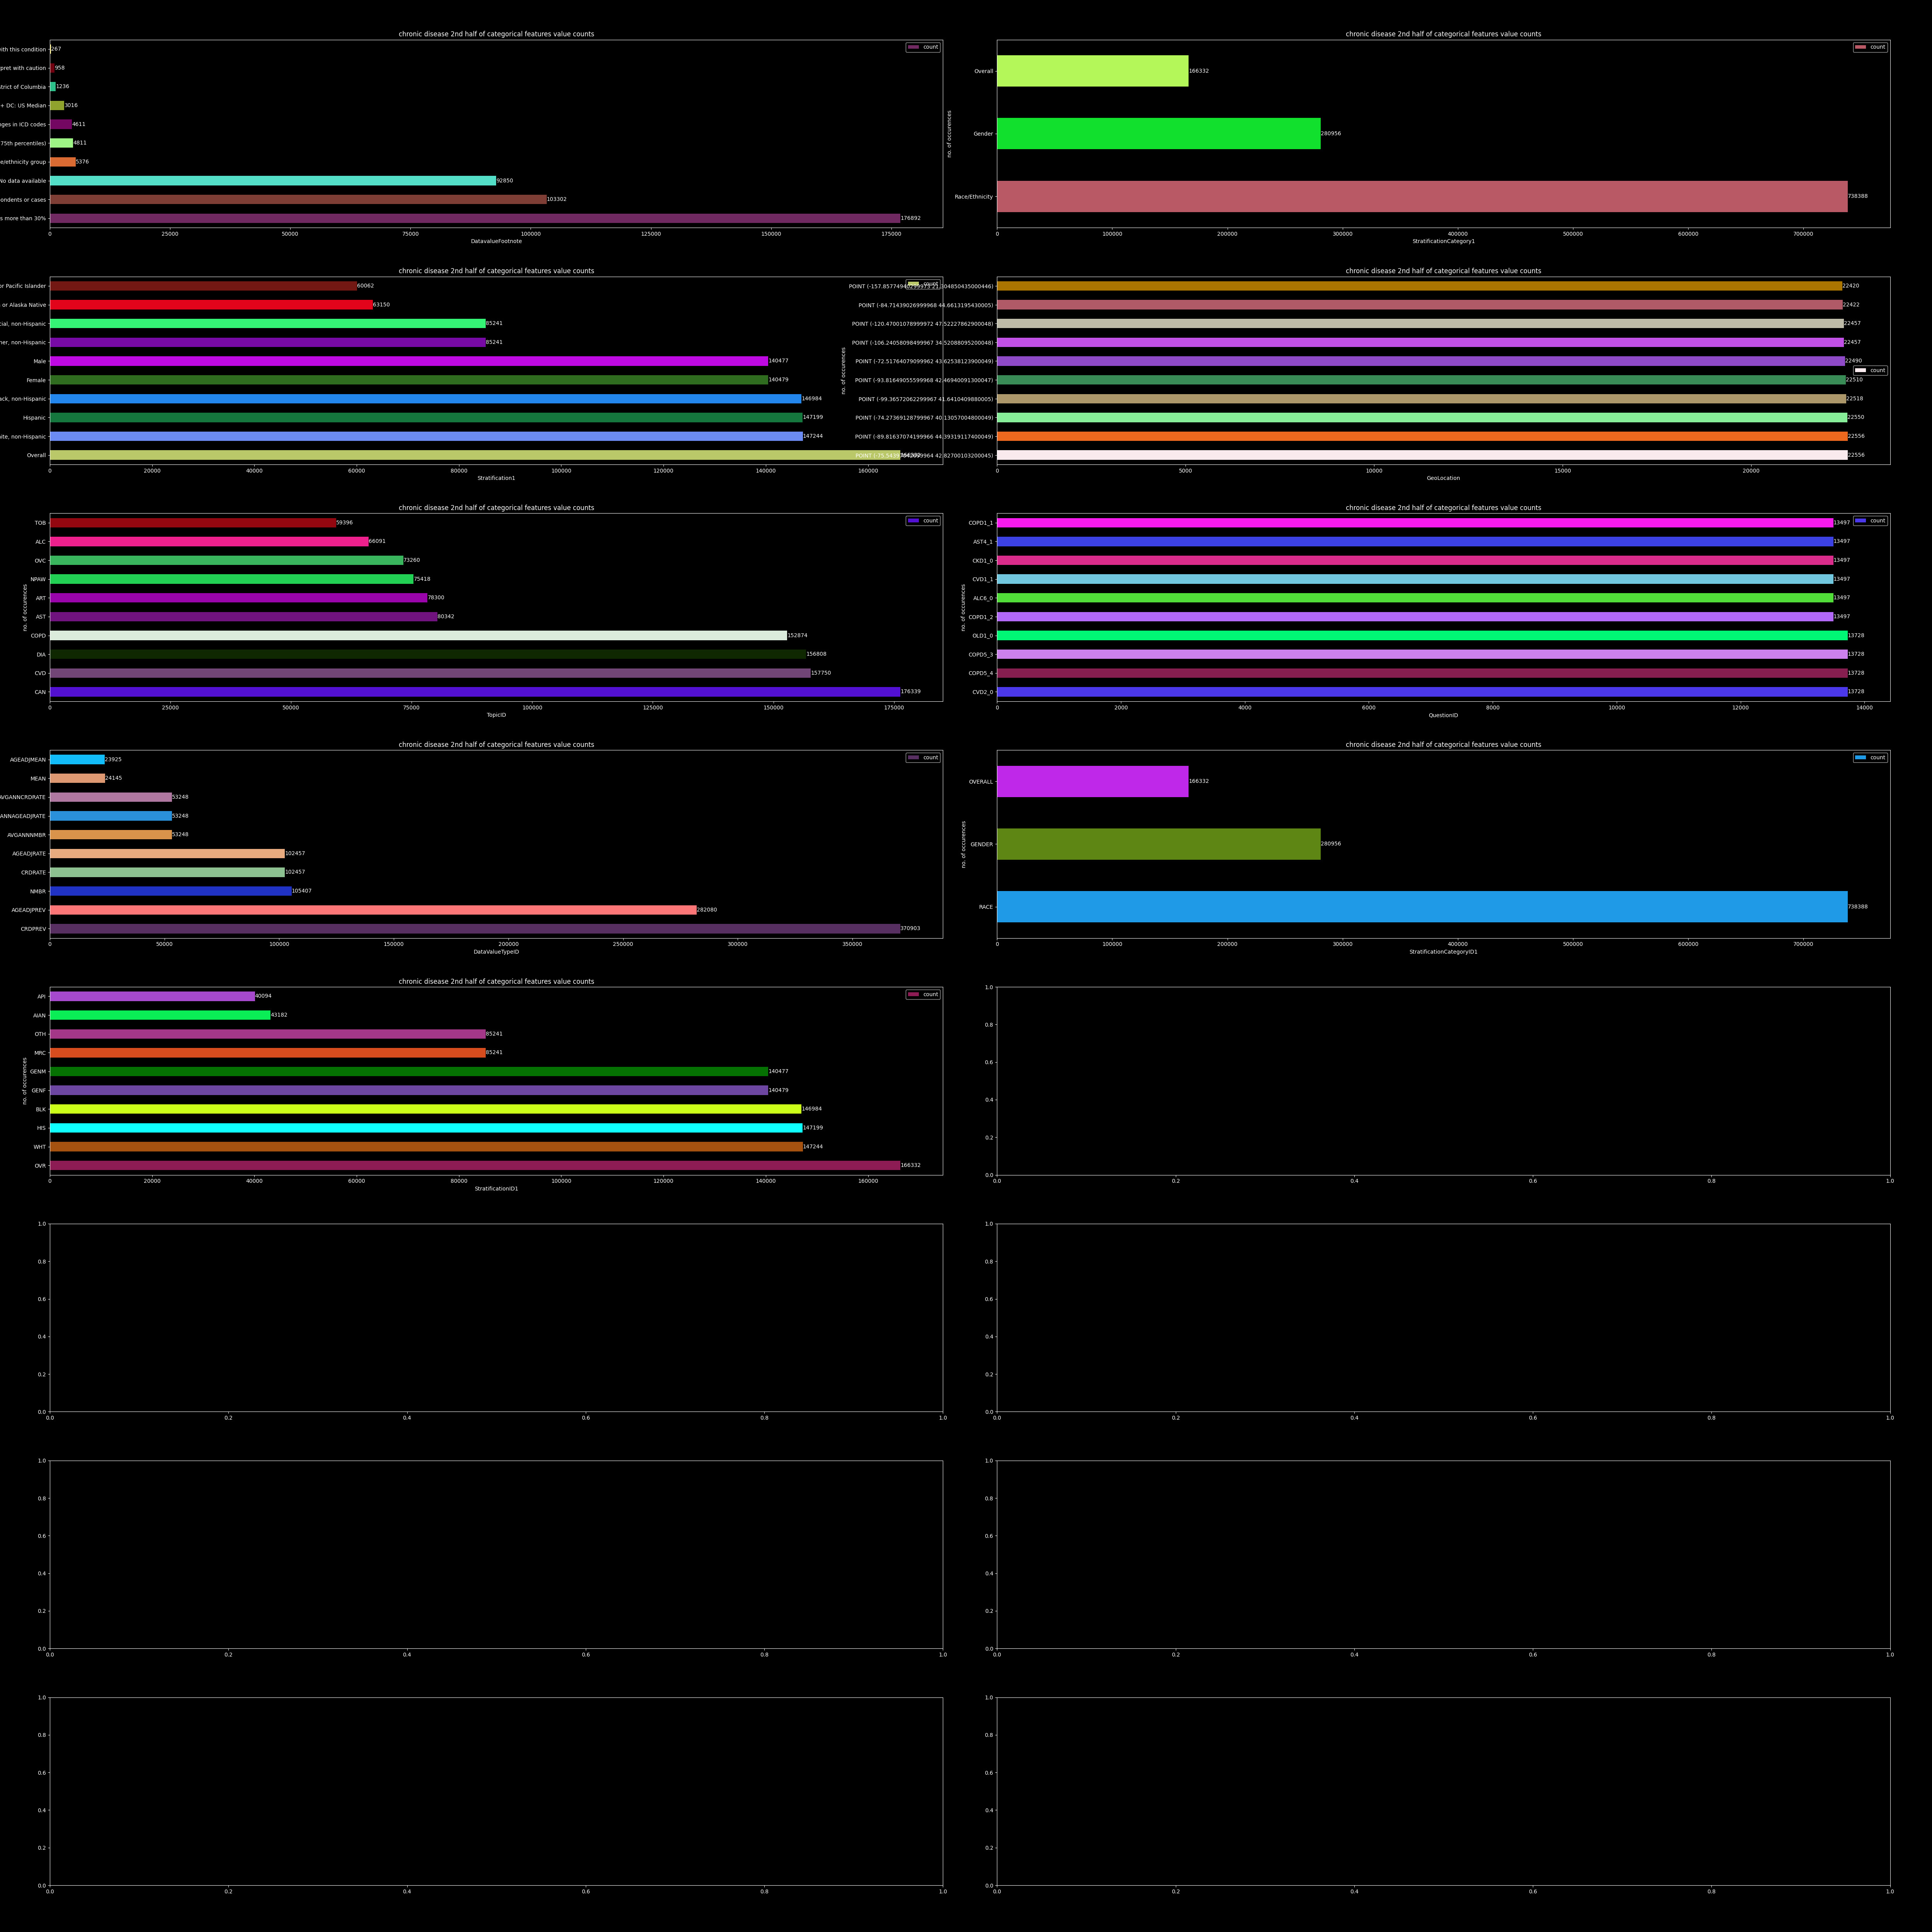 chronic disease 2nd half of categorical features value counts
count
with this condition 267
pret with caution 958
trict of Columbia 1236
+ DC: US Median 3016
nges in ICD codes 4611
75th percentiles) 4811
e/ethnicity group 5376
No data available 92850
pondents or cases 103302
s more than 30% 176892
0 25000 50000 75000 100000 125000 150000 175000
DatavalueFootnote
chronic disease 2nd half of categorical features value counts
count
no. of occurences
Overall 166332
Gender 280956
Race/Ethnicity 738388
0 100000 200000 300000 400000 500000 600000 700000
StratificationCategory1
chronic disease 2nd half of categorical features value counts
count
or Pacific Islander 60062
or Alaska Native 63150
cial, non-Hispanic 85241
her, non-Hispanic 85241
Male 140477
Female 140479
ack, non-Hispanic 146984
Hispanic 147199
ite, non-Hispanic 147244
Overall
0 20000 40000 60000 80000 100000 120000 140000 160000
Stratification1
chronic disease 2nd half of categorical features value counts
count
no. of occurences
POINT 22420
POINT (-84.71439026999968 44.6613195430005) 22422
POINT (-120.47001078999972 47.52227862900048) 22457
POINT (-106.24058098499967 34.52088095200048) 22457
POINT (-72.51764079099962 43.62538123900049) 22490
POINT (-93.81649055599968 42.46940091300047) 22510
POINT (-99.36572062299967 41.6410409880005) 22518
POINT (-74.27369128799967 40.13057004800049) 22550
POINT (-89.81637074199966 44.39319117400049) 22556
POINT 42.82700103200045) 22556
0 5000 10000 15000 20000
GeoLocation
chronic disease 2nd half of categorical features value counts
count
no. of occurences
TOB 59396
ALC 66091
OVC 73260
NPAW 75418
ART 78300
AST 80342
COPD 152874
DIA 156808
CVD 157750
CAN 176339
0 25000 50000 75000 100000 125000 150000 175000
TopicID
chronic disease 2nd half of categorical features value counts
count
no. of occurences
COPD1_1 13497
AST4_1 13497
CKD1_0 13497
CVD1_1 13497
ALC6_0 13497
COPD1_2 13497
OLD1_0 13728
COPD5_3 13728
COPD5_4 13728
CVD2_0 13728
0 2000 4000 6000 8000 10000 12000 14000
QuestionID
chronic disease 2nd half of categorical features value counts
count
AGEADJMEAN 23925
MEAN 24145
AVGANNCRDRATE 53248
ANNAGEADJRATE 53248
AVGANNNMBR 53248
AGEADJRATE 102457
CRDRATE 102457
NMBR 105407
AGEADJPREV 282080
CRDPREV 370903
0 50000 100000 150000 200000 250000 300000 350000
DataValueTypeID
chronic disease 2nd half of categorical features value counts
count
no. of occurences
OVERALL 166332
GENDER 280956
RACE 738388
0 100000 200000 300000 400000 500000 600000 700000
StratificationCategoryID1
chronic disease 2nd half of categorical features value counts
count
no. of occurences
API 40094
AIAN 43182
OTH 85241
MRC 85241
GENM 140477
GENF 140479
BLK 146984
HIS 147199
WHT 147244
OVR 166332
0 20000 40000 60000 80000 100000 120000 140000 160000
StratificationID1
1.0
0.8
0.6
0.4
0.2
0.0
0.0 0.2 0.4 0.6 0.8 1.0
1.0
0.8
0.6
0.4
0.2
0.0
0.0 0.2 0.4 0.6 0.8 1.0
1.0
0.8
0.6
0.4
0.2
0.0
0.0 0.2 0.4 0.6 0.8 1.0
1.0
0.8
0.6
0.4
0.2
0.0
0.0 0.2 0.4 0.6 0.8 1.0
1.0
0.8
0.6
0.4
0.2
0.0
0.0 0.2 0.4 0.6 0.8 1.0
1.0
0.8
0.6
0.4
0.2
0.0
0.0 0.2 0.4 0.6 0.8 1.0
1.0
0.8
0.6
0.4
0.2
0.0
0.0 0.2 0.4 0.6 0.8 1.0